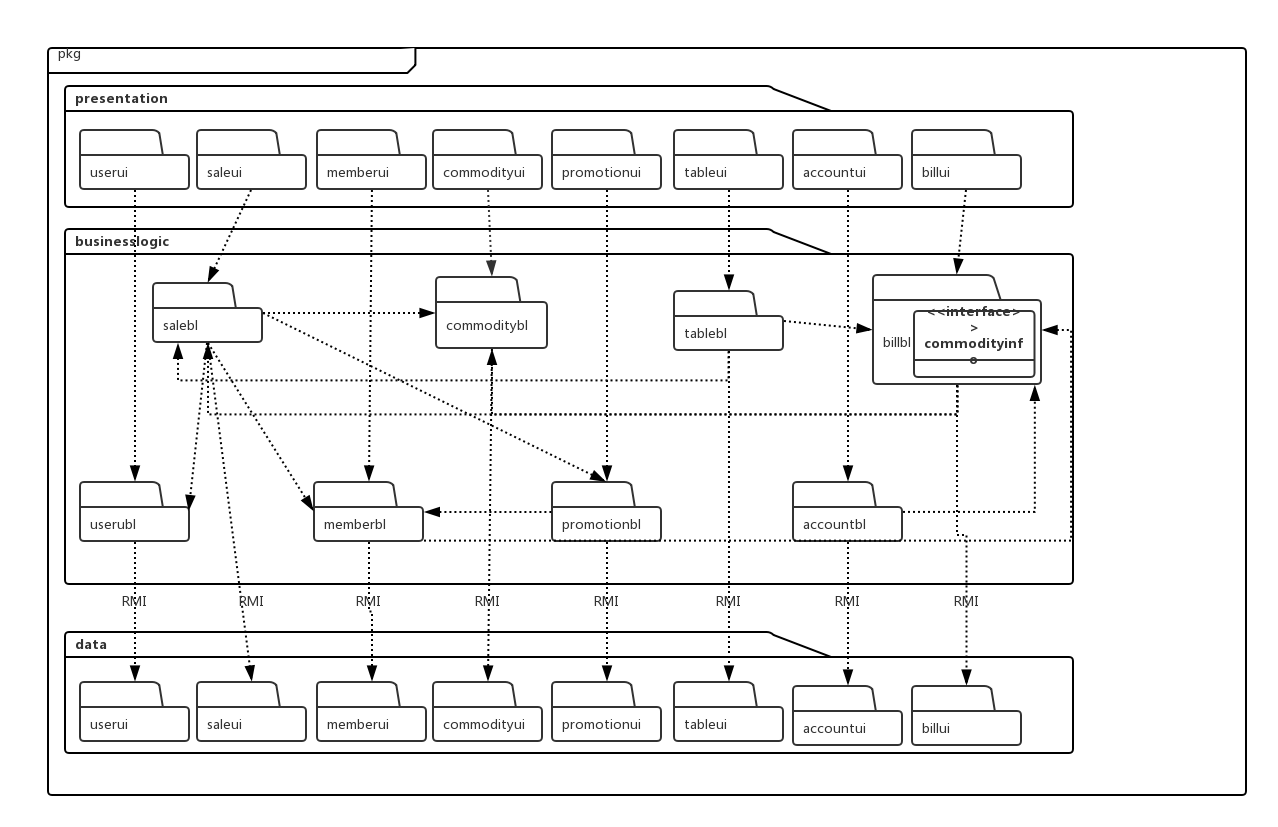 pkg
presentation
userui
saleui
memberui
commodityui
promotionui
tableui
accountui
billui
businesslogic
salebl
commoditybl
tablebl
billbl
<<interface>
>
commodityinf
o
userubl
memberbl
promotionbl
accountbl
RMI
RMI
RMI
RMI
RMI
RMI
RMI
RMI
data
userui
saleui
memberui
commodityui
promotionui
tableui
accountui
billui